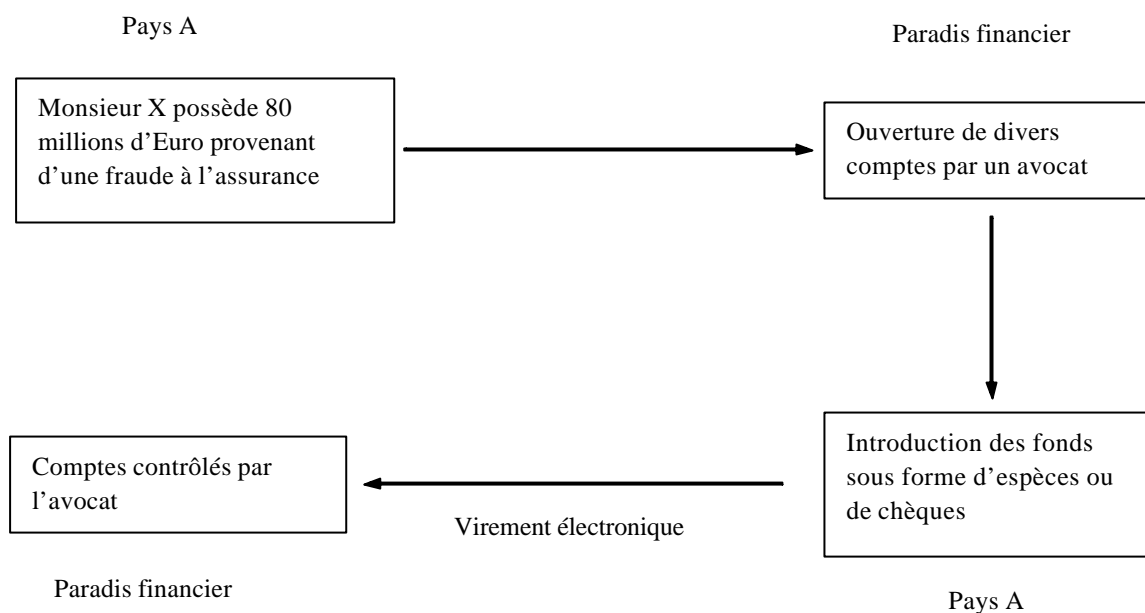 Pays A
Paradis financier
Monsieur X possède 80
millions d’Euro provenant
d’une fraude à l’assurance
Ouverture de divers
comptes par un avocat
Introduction des fonds
sous forme d’espèces ou
de chèques
Pays A
Virement électronique
Comptes contrôlés par
l’avocat
Paradis financier